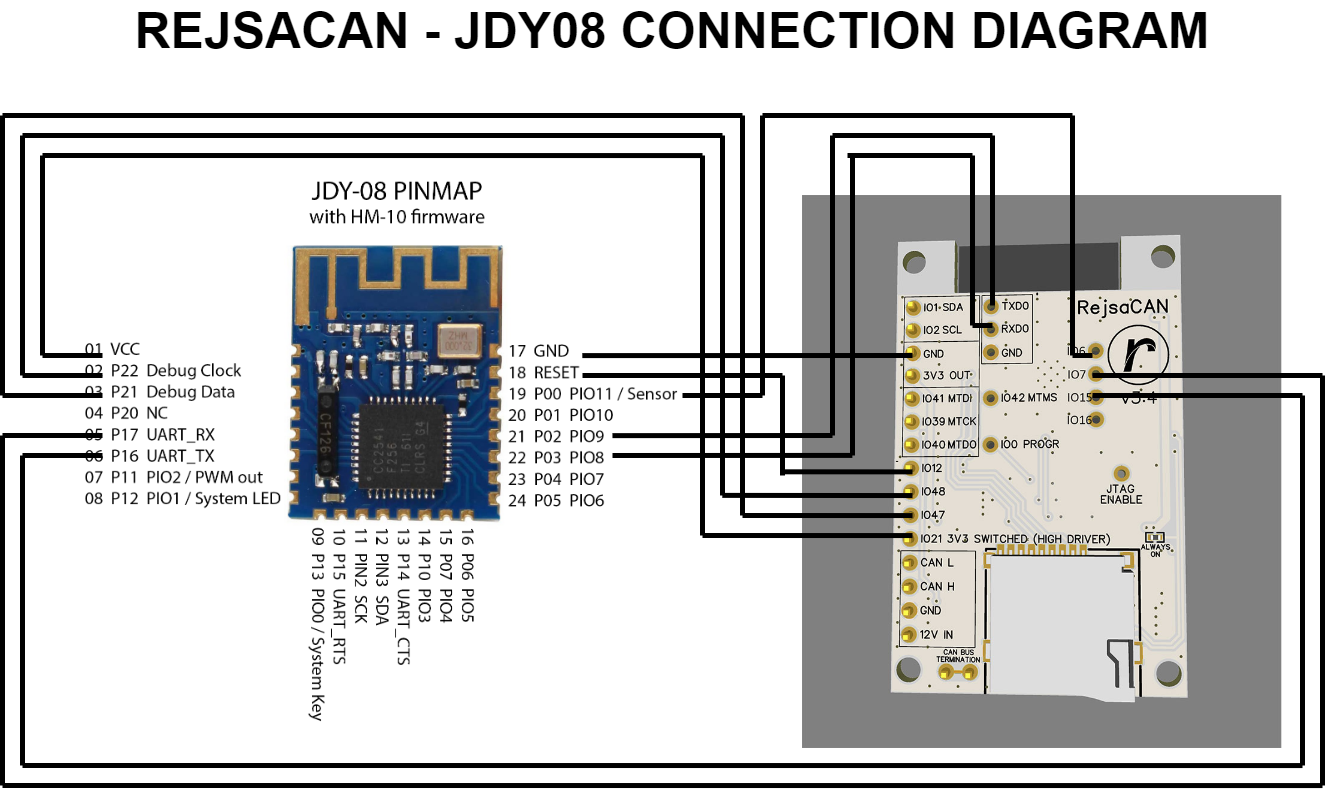 REJSACAN - JDY08 CONNECTION DIAGRAM
JDY-08 PINMAP
with HM-10 firmware
01 VCC
02 P22 Debug Clock
03 P21 Debug Data
04 P20 NC
05 P17 UART_RX
06 P16 UART_TX
07 P11 PIO2 / PWM out
08 P12 PIO1 / System LED
09 P13 PIO0 / System Key
10 P15 UART_RTS
11 PIN2 SCK
12 PIN3 SDA
13 P14 UART_CTS
14 P10 PIO3
15 P07 PIO4
16 P06 PIO5
17 GND
18 RESET
19 P00 PIO11 / Sensor
20 P01 PIO10
21 P02 PIO9
22 P03 PIO8
23 P04 PIO7
24 P05 PIO6
CF126
CC2541
F256
TI 61I
CLRS G4
IO1 SDA
IO2 SCL
GND
3V3 OUT
IO41 MTDI
IO39 MTCK
IO40 MTDO
IO12
IO48
IO47
IO21 3V3 SWITCHED (HIGH DRIVER)
CAN L
CAN H
GND
12V IN
CAN BUS
TERMINATION
TXD0
RXD0
GND
IO42 MTMS
IO0 PROGR
RejsaCAN
r
v3.4
IO6
IO7
IO15
IO16
JTAG
ENABLE
ALWAYS
ON